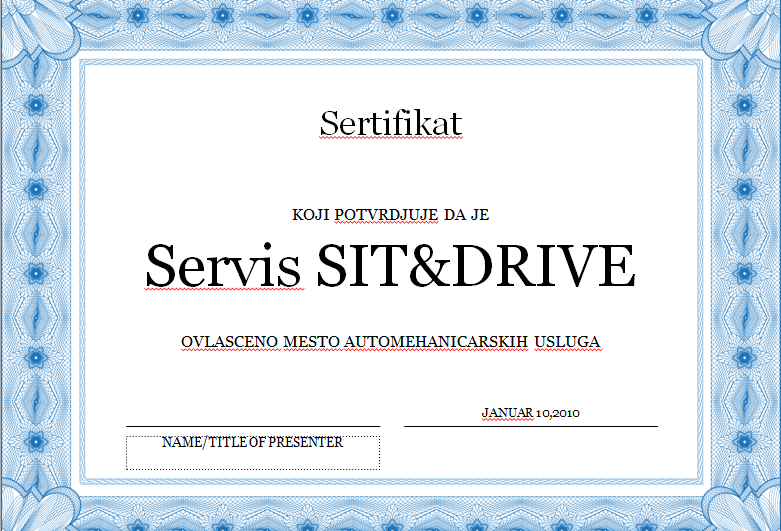 Sertifikat
KOJI POTVRDJUJE DA JE
Servis SIT&DRIVE
OVLASCENO MESTO AUTOMEHANICARSKIH USLUGA
JANUAR 10,2010
NAME/TITLE OF PRESENTER